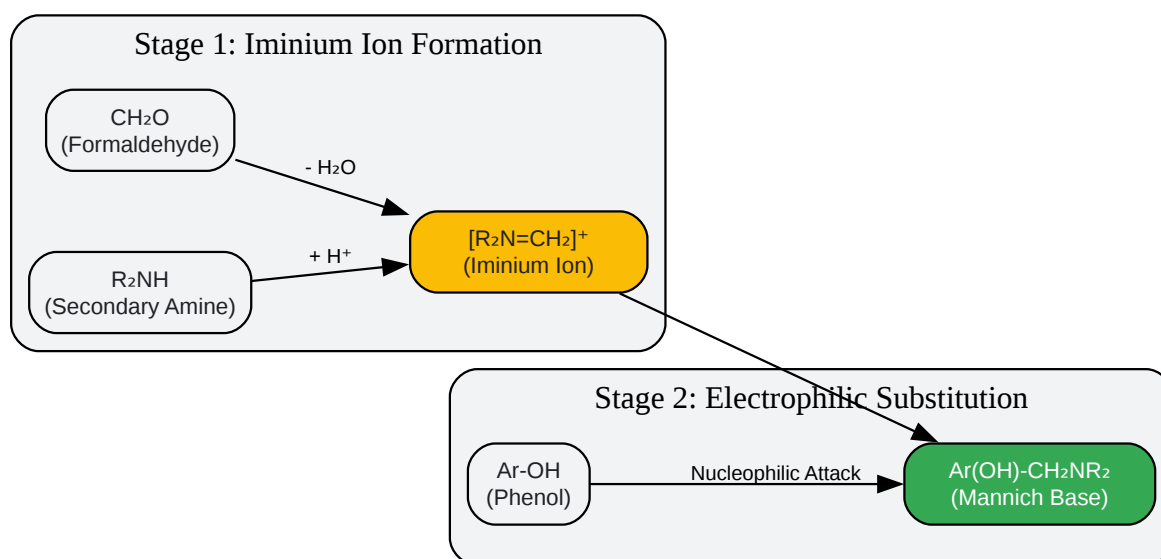 Stage 1: Iminium Ion Formation
CH₂O
(Formaldehyde)
- H₂O
R₂NH
(Secondary Amine)
+ H⁺
[R₂N=CH₂]⁺
(Iminium Ion)
Stage 2: Electrophilic Substitution
Ar-OH
(Phenol)
Nucleophilic Attack
Ar(OH)-CH₂NR₂
(Mannich Base)